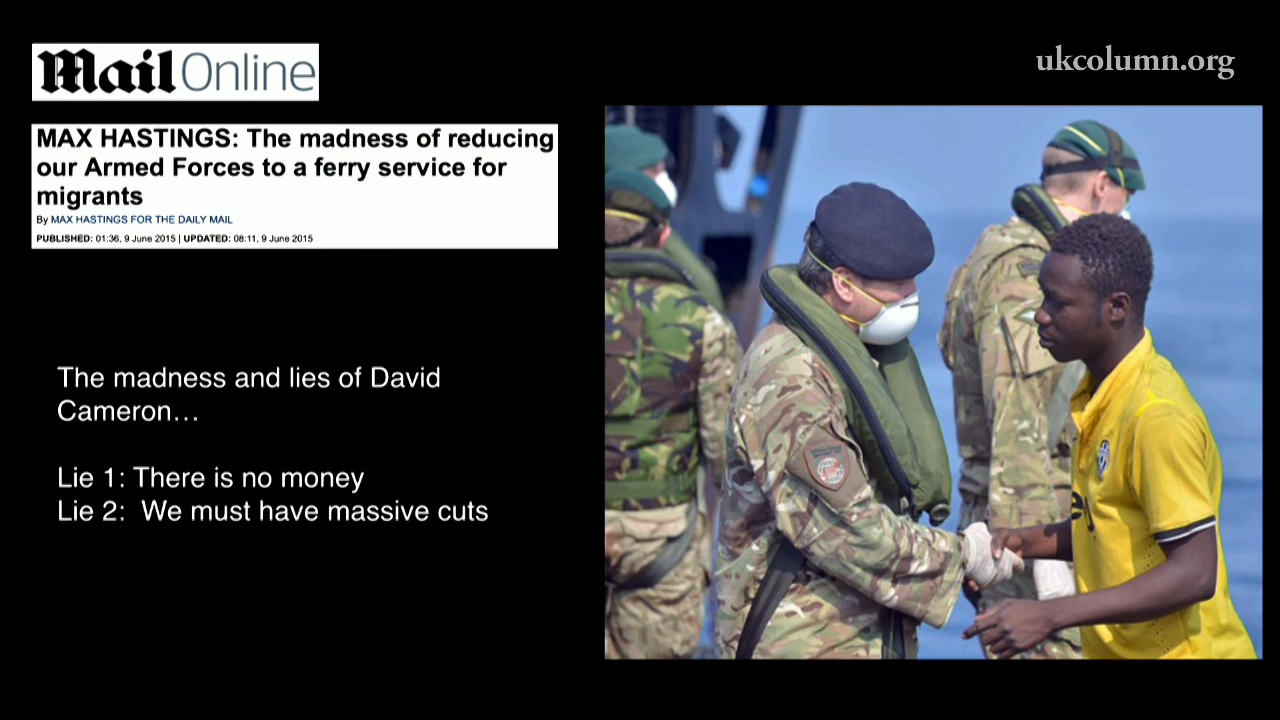 Mail Online
ukcolumn.org
MAX HASTINGS: The madness of reducing
our Armed Forces to a ferry service for
migrants
By MAX HASTINGS FOR THE DAILY MAIL
PUBLISHED: 01:36, 9 June 2015 | UPDATED: 08:11, 9 June 2015
The madness and lies of David
Cameron…
Lie 1: There is no money
Lie 2:  We must have massive cuts